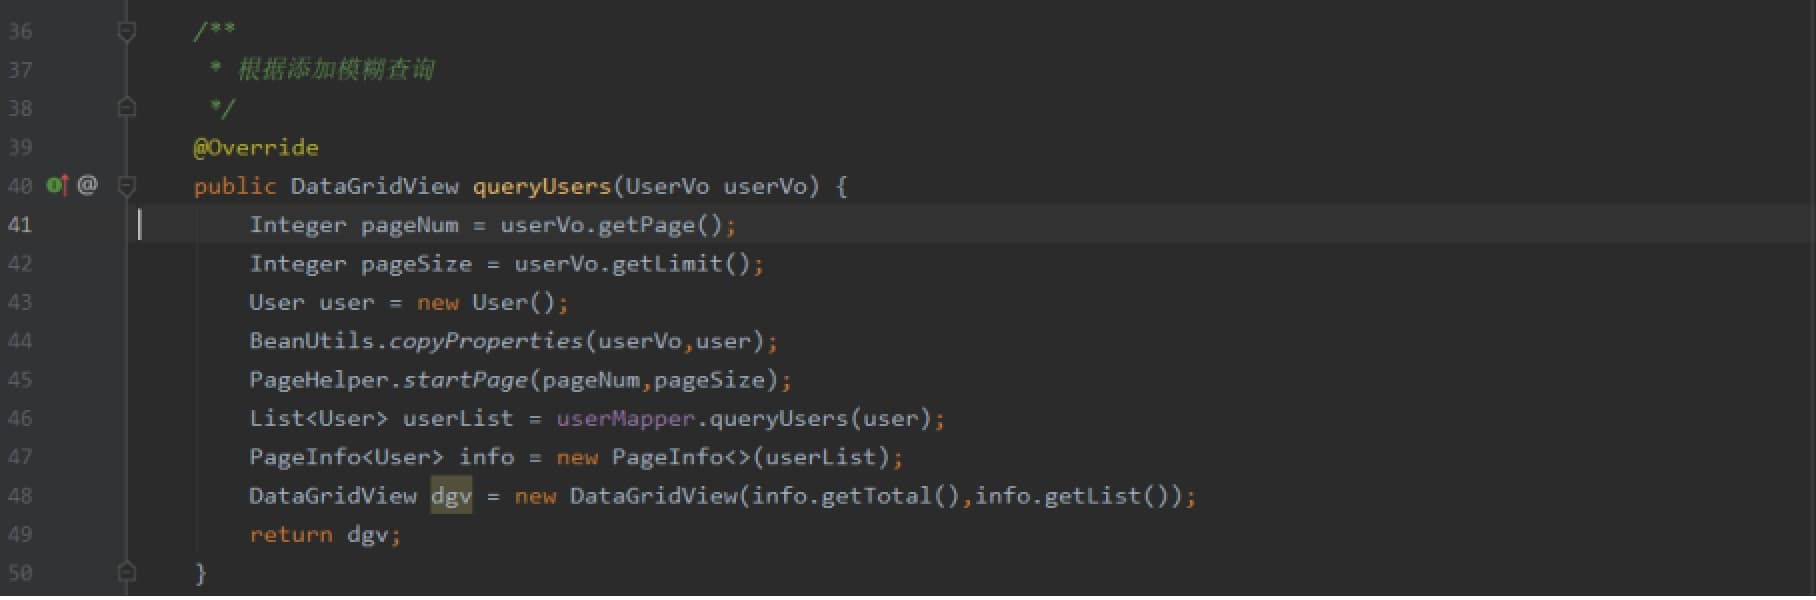 36 /**
37 * 根据添加模糊查询
38 */
39 @Override
40 @ public DataGridView queryUsers(UserVo userVo) {
41 Integer pageNum = userVo.getPage();
42 Integer pageSize = userVo.getLimit();
43 User user = new User();
44 BeanUtils.copyProperties(userVo,user);
45 PageHelper.startPage(pageNum,pageSize);
46 List<User> userList = userMapper.queryUsers(user);
47 PageInfo<User> info = new PageInfo<>(userList);
48 DataGridView dgv = new DataGridView(info.getTotal(),info.getList());
49 return dgv;
50 }